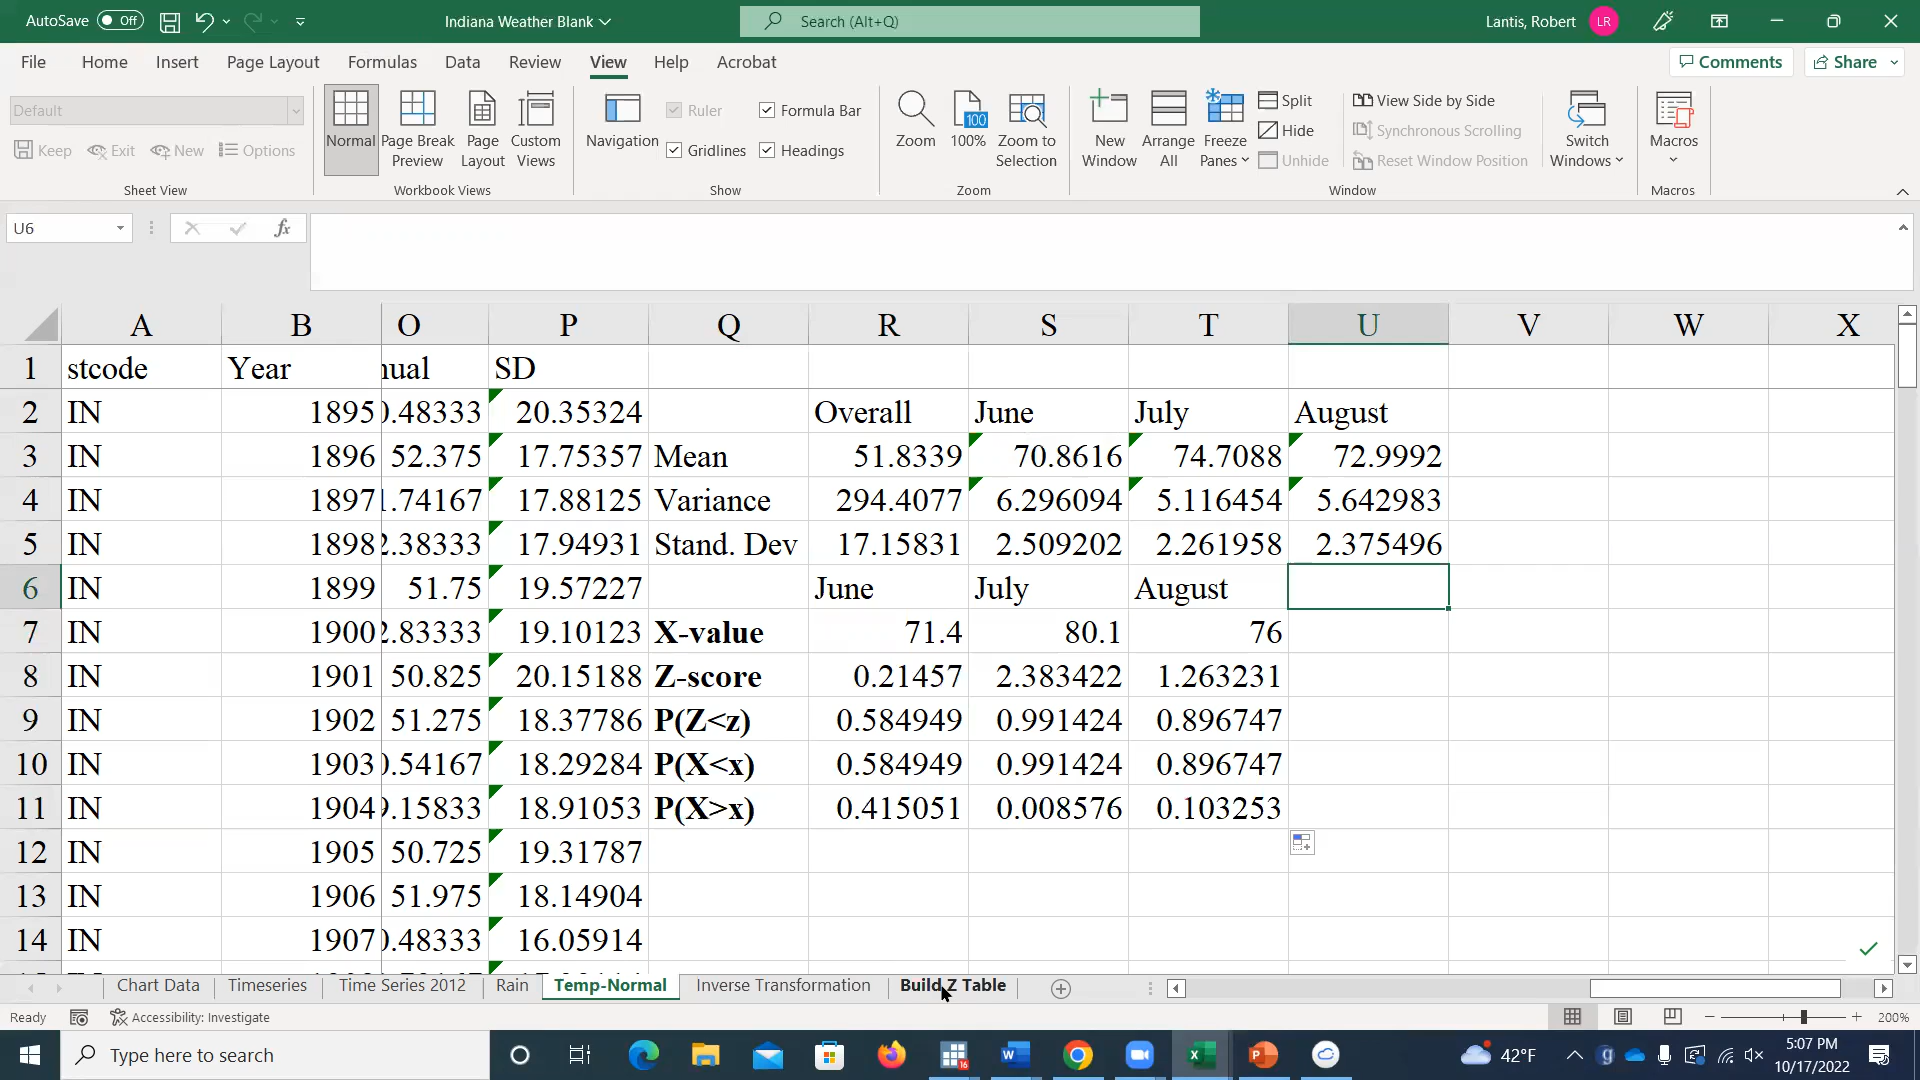 AutoSave Off Indiana Weather Blank Search (Alt+Q) Lantis, Robert LR
File Home Insert Page Layout Formulas Data Review View Help Acrobat Comments Share
Default
Keep Exit New Options
Sheet View
Normal Page Break Preview Page Layout Custom Views
Workbook Views
Navigation Ruler Formula Bar
Gridlines Headings
Show
Zoom 100 100% Zoom to Selection
Zoom
New Window Arrange All Freeze Panes Split Hide Unhide
View Side by Side
Synchronous Scrolling
Reset Window Position
Switch Windows
Window
Macros
Macros
U6 fx
A B O P Q R S T U V W X
1 stcode Year nual SD
2 IN 1895 0.48333 20.35324 Overall June July August
3 IN 1896 52.375 17.75357 Mean 51.8339 70.8616 74.7088 72.9992
4 IN 1897 1.74167 17.88125 Variance 294.4077 6.296094 5.116454 5.642983
5 IN 1898 2.38333 17.94931 Stand. Dev 17.15831 2.509202 2.261958 2.375496
6 IN 1899 51.75 19.57227 June July August
7 IN 1900 2.83333 19.10123 X-value 71.4 80.1 76
8 IN 1901 50.825 20.15188 Z-score 0.21457 2.383422 1.263231
9 IN 1902 51.275 18.37786 P(Z<z) 0.584949 0.991424 0.896747
10 IN 1903 0.54167 18.29284 P(X<x) 0.584949 0.991424 0.896747
11 IN 1904 9.15833 18.91053 P(X>x) 0.415051 0.008576 0.103253
12 IN 1905 50.725 19.31787
13 IN 1906 51.975 18.14904
14 IN 1907 0.48333 16.05914
Chart Data Timeseries Time Series 2012 Rain Temp-Normal Inverse Transformation Build Z Table
Ready Accessibility: Investigate 200%
Type here to search 42°F 5:07 PM
10/17/2022